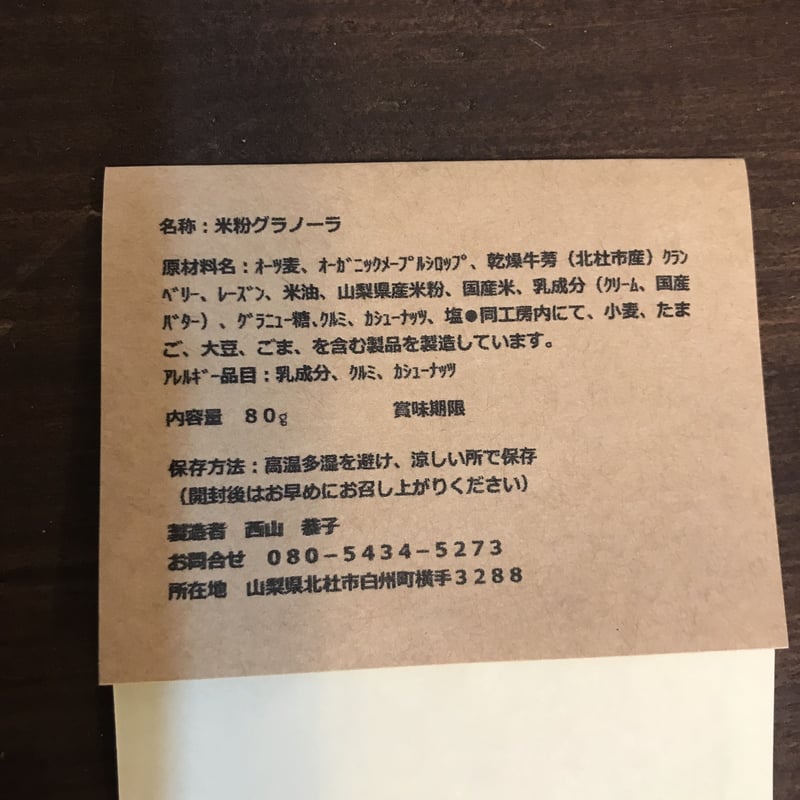 名称：米粉グラノーラ
原材料名：ｵｰﾂ麦、ｵｰｶﾞﾆｯｸﾒｰﾌﾟﾙｼﾛｯﾌﾟ、乾燥牛蒡（北杜市産）ｸﾗﾝ
ﾍﾞﾘｰ、ﾚｰｽﾞﾝ、米油、山梨県産米粉、国産米、乳成分（ｸﾘｰﾑ、国産
ﾊﾞﾀｰ）、ｸﾞﾗﾆｭｰ糖、ｸﾙﾐ、ｶｼｭｰﾅｯﾂ、塩●同工房内にて、小麦、たま
ご、大豆、ごま、を含む製品を製造しています。
ｱﾚﾙｷﾞｰ品目：乳成分、ｸﾙﾐ、ｶｼｭｰﾅｯﾂ
内容量　８０g　　　賞味期限
保存方法：高温多湿を避け、涼しい所で保存
（開封後はお早めにお召し上がりください）
製造者　西山　恭子
お問合せ　０８０－５４３４－５２７３
所在地　山梨県北杜市白州町横手３２８８